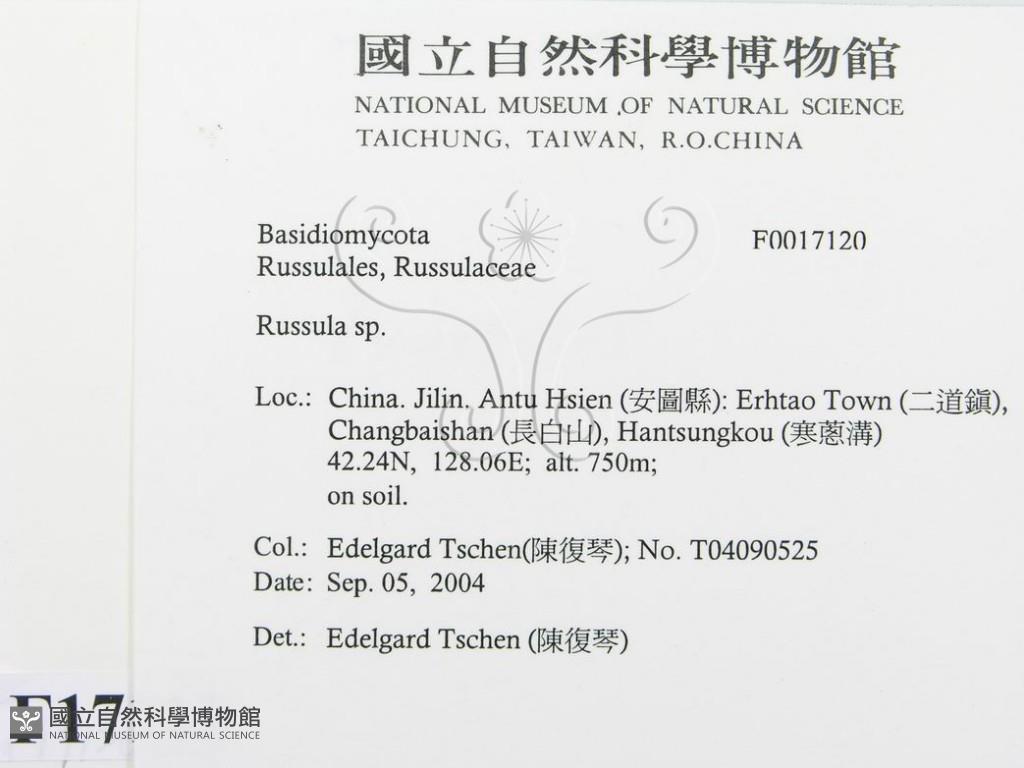 國立自然科學博物館
NATIONAL MUSEUM OF NATURAL SCIENCE
TAICHUNG, TAIWAN, R.O.CHINA
Basidiomycota F0017120
Russulales, Russulaceae
Russula sp.
Loc.: China. Jilin. Antu Hsien (安圖縣): Erhtao Town (二道鎭),
Changbaishan (長白山), Hantsungkou (寒蔥溝)
42.24N, 128.06E; alt. 750m;
on soil.
Col.: Edelgard Tschen(陳復琴); No. T04090525
Date: Sep. 05, 2004
Det.: Edelgard Tschen (陳復琴)
F17
國立自然科學博物館
NATIONAL MUSEUM OF NATURAL SCIENCE